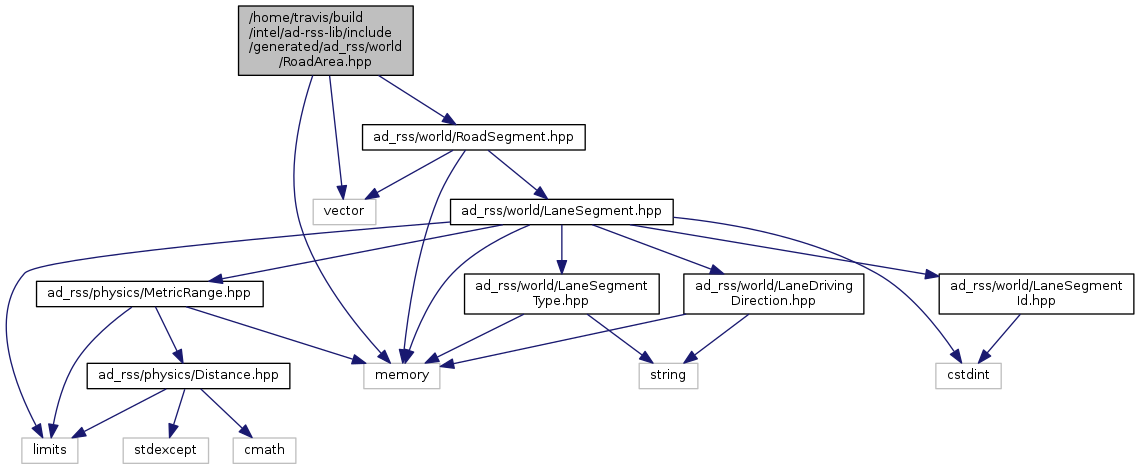 /home/travis/build
/intel/ad-rss-lib/include
/generated/ad_rss/world
/RoadArea.hpp
ad_rss/world/RoadSegment.hpp
vector
ad_rss/world/LaneSegment.hpp
ad_rss/physics/MetricRange.hpp
ad_rss/world/LaneSegment
Type.hpp
ad_rss/world/LaneDriving
Direction.hpp
ad_rss/world/LaneSegment
Id.hpp
ad_rss/physics/Distance.hpp
memory
string
cstdint
limits
stdexcept
cmath